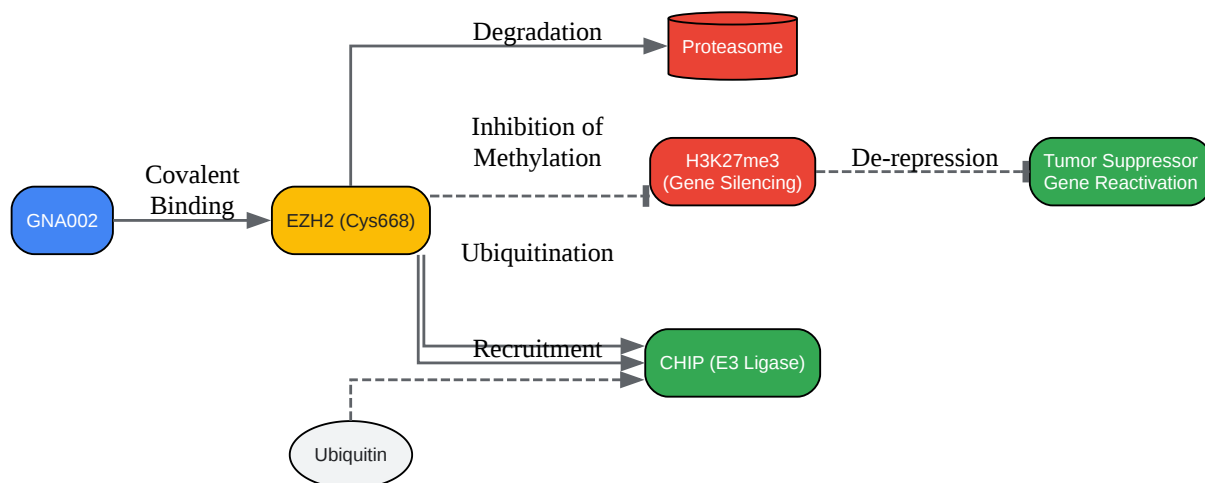 Degradation
Proteasome
Inhibition of
Methylation
H3K27me3
(Gene Silencing)
De-repression
Tumor Suppressor
Gene Reactivation
Covalent
Binding
GNA002
EZH2 (Cys668)
Ubiquitination
Recruitment
CHIP (E3 Ligase)
Ubiquitin